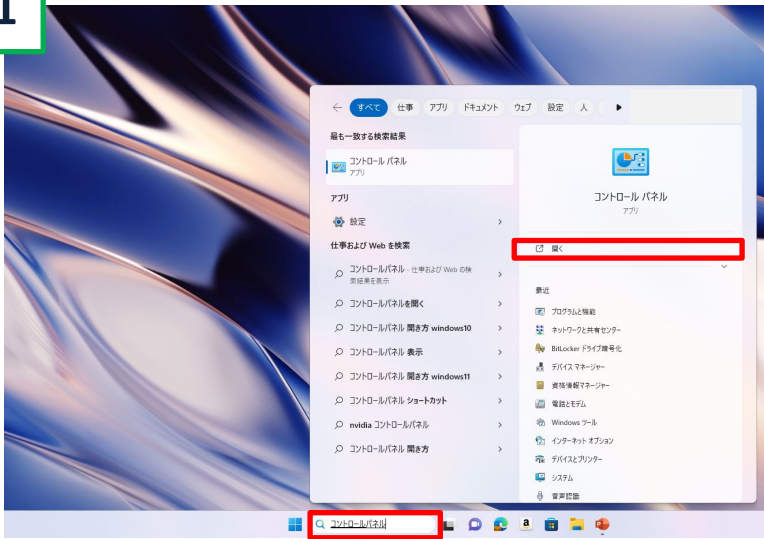 1
すべて 仕事 アプリ ドキュメント ウェブ 設定 人
最も一致する検索結果
コントロール パネル
アプリ
アプリ
設定
仕事および Web を検索
コントロールパネル - 仕事および Web の検
索結果を表示
コントロールパネルを開く
コントロールパネル 開き方 windows10
コントロールパネル 表示
コントロールパネル 開き方 windows11
コントロールパネル ショートカット
nvidia コントロールパネル
コントロールパネル 開き方
コントロール パネル
アプリ
開く
最近
プログラムと機能
ネットワークと共有センター
BitLocker ドライブ暗号化
デバイス マネージャー
資格情報マネージャー
電話とモデム
Windows ツール
インターネット オプション
デバイスとプリンター
システム
音声認識
コントロールパネル
a